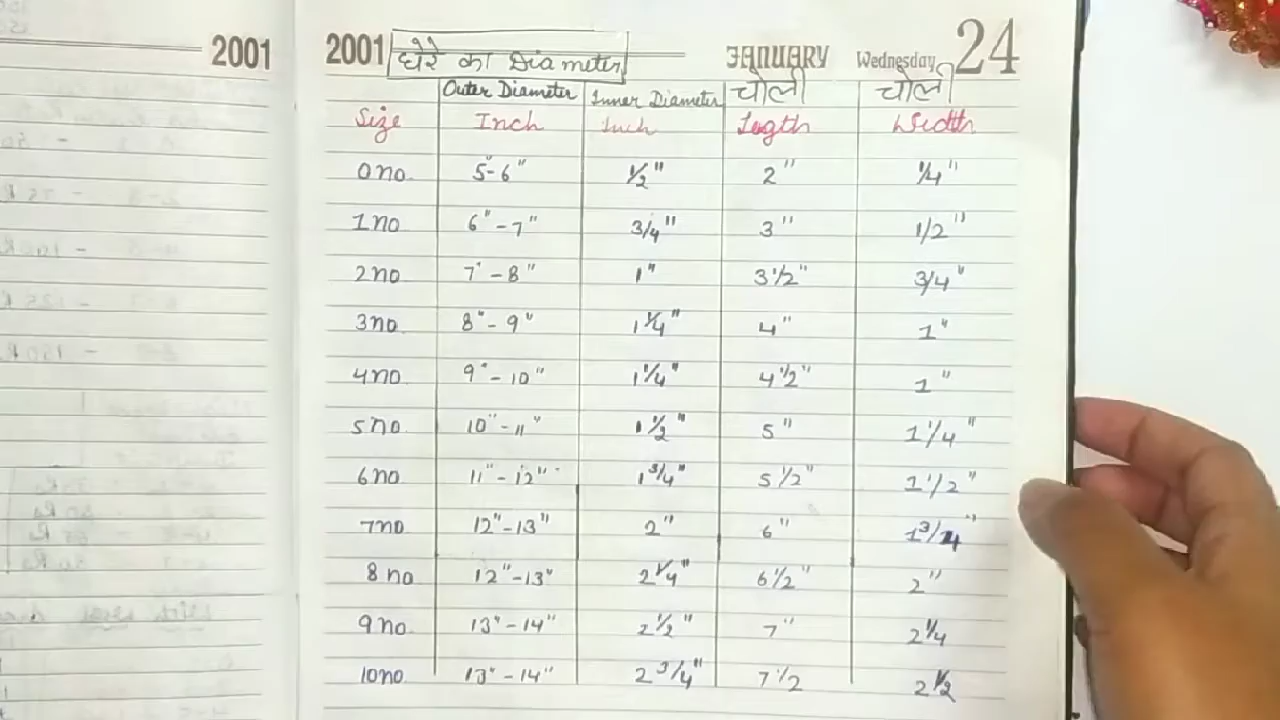 2001
2001 घेरे का Diameter JANUARY Wednesday 24
Outer Diameter Inner Diameter चोली चोली
Size Inch Inch Length Width
0 no 5"-6" 1/2" 2" 1/4"
1 no 6"-7" 3/4" 3" 1/2"
2 no 7"-8" 1" 3 1/2" 3/4"
3 no 8"-9" 1 1/4" 4" 1"
4 no 9"-10" 1 1/4" 4 1/2" 1"
5 no 10"-11" 1 1/2" 5" 1 1/4"
6 no 11"-12" 1 3/4" 5 1/2" 1 1/2"
7 no 12"-13" 2" 6" 1 3/4"
8 no 12"-13" 2 1/4" 6 1/2" 2"
9 no 13"-14" 2 1/2" 7" 2 1/4
10 no 13"-14" 2 3/4" 7 1/2 2 1/2